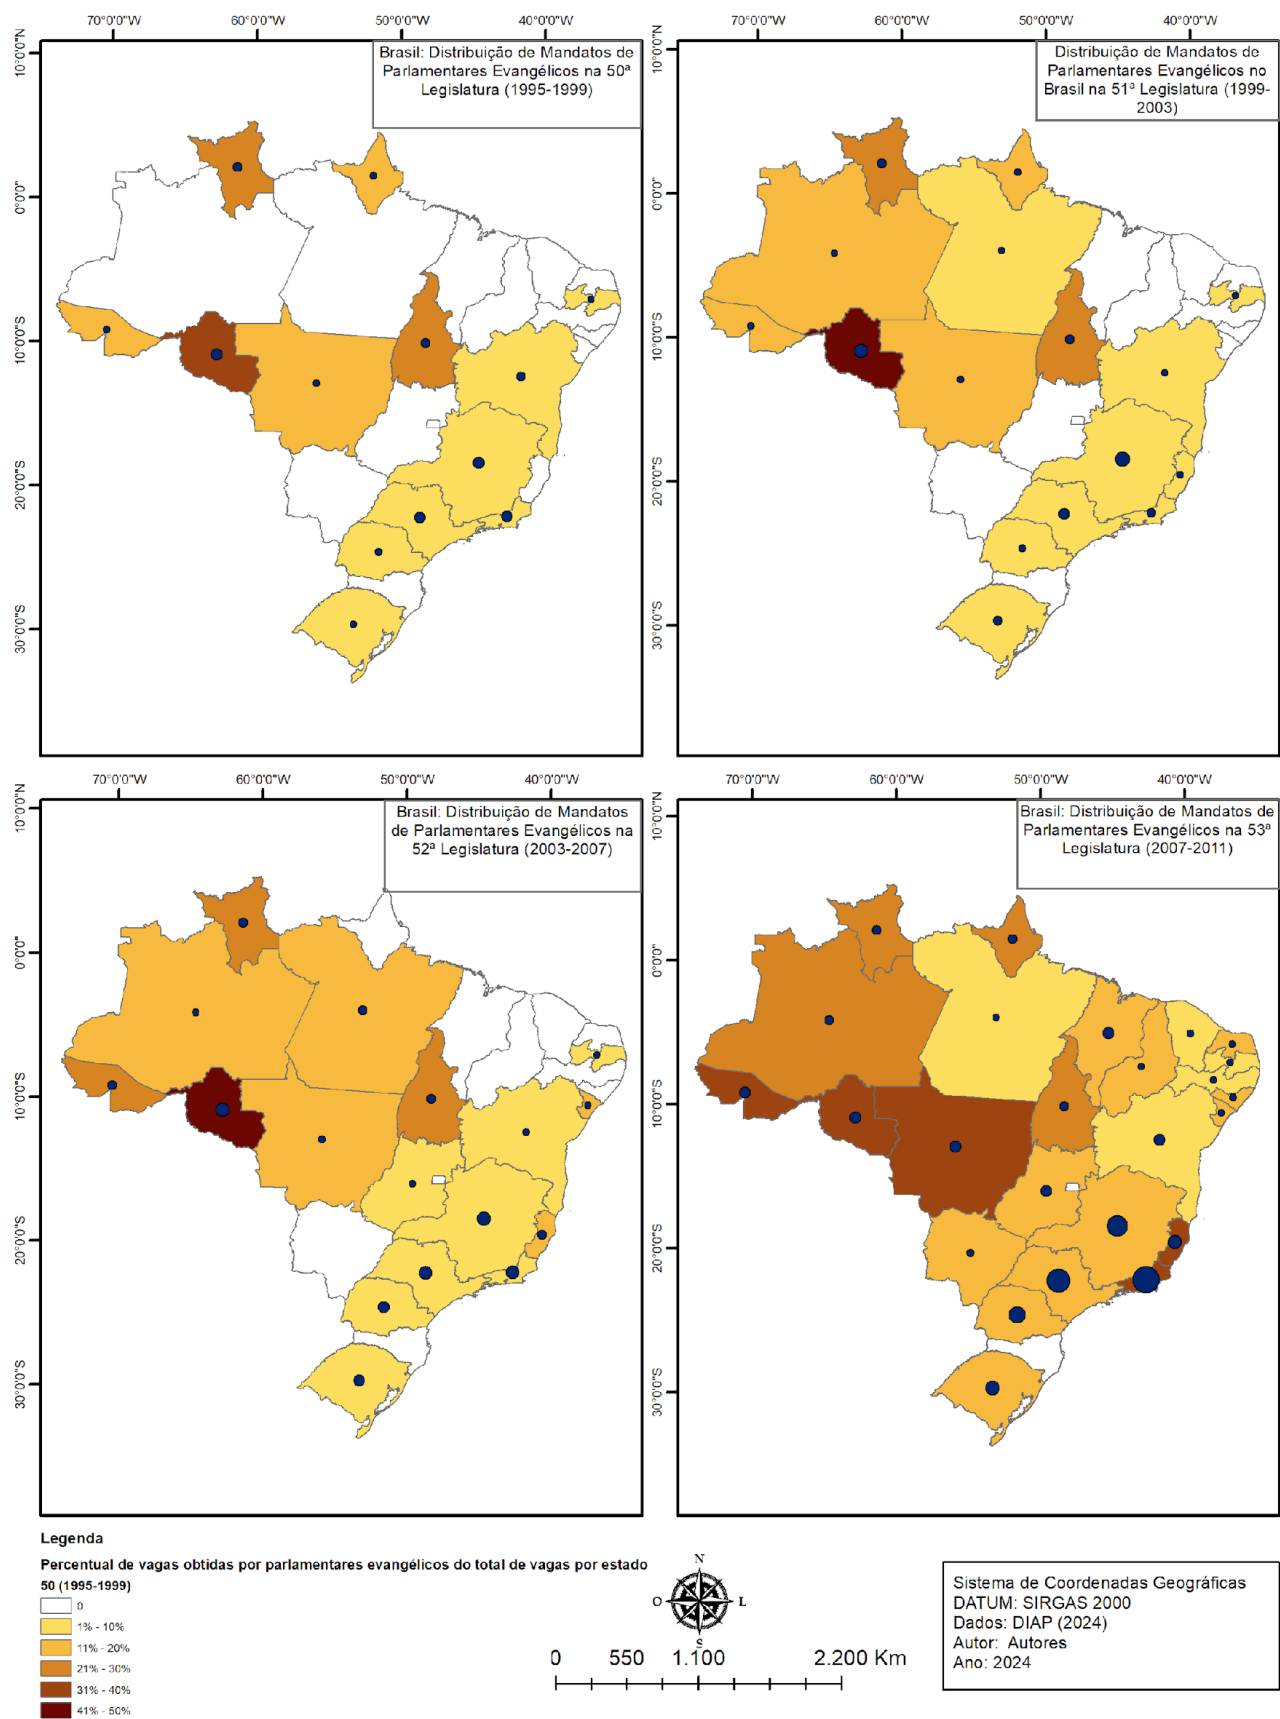 70°0'0"W 60°0'0"W 50°0'0"W 40°0'0"W
70°0'0"W 60°0'0"W 50°0'0"W 40°0'0"W
10°0'0"N
0°0'0"
10°0'0"S
20°0'0"S
30°0'0"S
Brasil: Distribuição de Mandatos de
Parlamentares Evangélicos na 50ª
Legislatura (1995-1999)
10°0'0"N
0°0'0"
10°0'0"S
20°0'0"S
30°0'0"S
Distribuição de Mandatos de
Parlamentares Evangélicos no
Brasil na 51ª Legislatura (1999-
2003)
70°0'0"W 60°0'0"W 50°0'0"W 40°0'0"W
70°0'0"W 60°0'0"W 50°0'0"W 40°0'0"W
10°0'0"N
0°0'0"
10°0'0"S
20°0'0"S
30°0'0"S
Brasil: Distribuição de Mandatos
de Parlamentares Evangélicos na
52ª Legislatura (2003-2007)
10°0'0"N
0°0'0"
10°0'0"S
20°0'0"S
30°0'0"S
Brasil: Distribuição de Mandatos de
Parlamentares Evangélicos na 53ª
Legislatura (2007-2011)
Legenda
Percentual de vagas obtidas por parlamentares evangélicos do total de vagas por estado
50 (1995-1999)
0
1% - 10%
11% - 20%
21% - 30%
31% - 40%
41% - 50%
N
O L
S
0 550 1.100 2.200 Km
Sistema de Coordenadas Geográficas
DATUM: SIRGAS 2000
Dados: DIAP (2024)
Autor: Autores
Ano: 2024